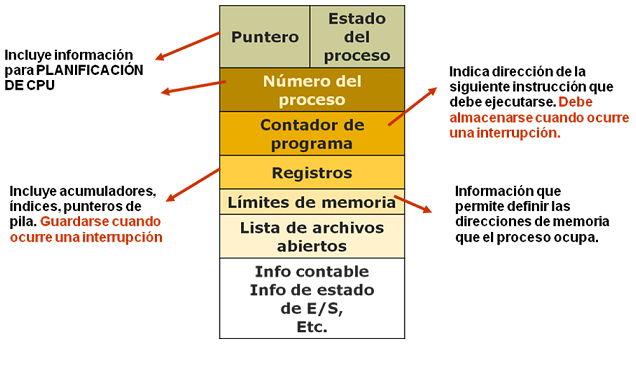 Puntero
Estado
del
proceso
Incluye información
para PLANIFICACIÓN
DE CPU
Número del
proceso
Indica dirección de la
siguiente instrucción que
debe ejecutarse. Debe
almacenarse cuando ocurre
una interrupción.
Contador de
programa
Registros
Incluye acumuladores,
índices, punteros de
pila. Guardarse cuando
ocurre una interrupción
Límites de memoria
Información que
permite definir las
direcciones de memoria
que el proceso ocupa.
Lista de archivos
abiertos
Info contable
Info de estado
de E/S,
Etc.